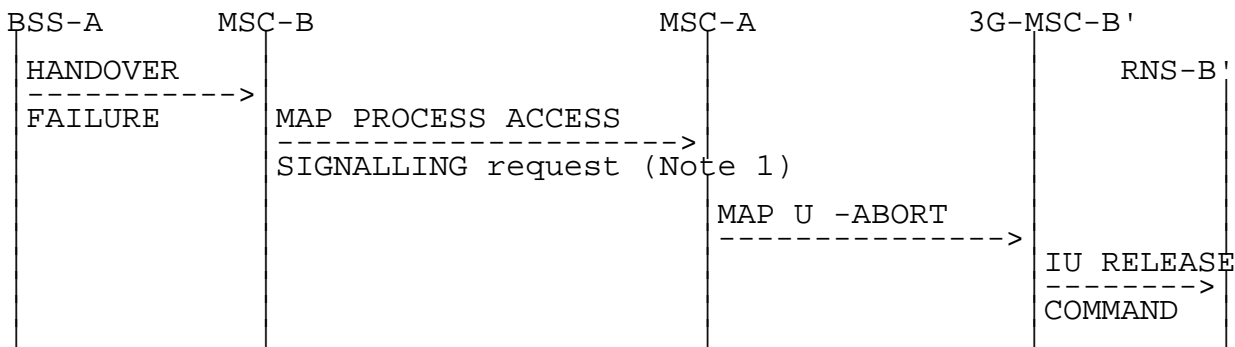 BSS-A MSC-B MSC-A 3G-MSC-B'
HANDOVER RNS-B'
FAILURE MAP PROCESS ACCESS
SIGNALLING request (Note 1)
MAP U -ABORT
IU RELEASE
COMMAND